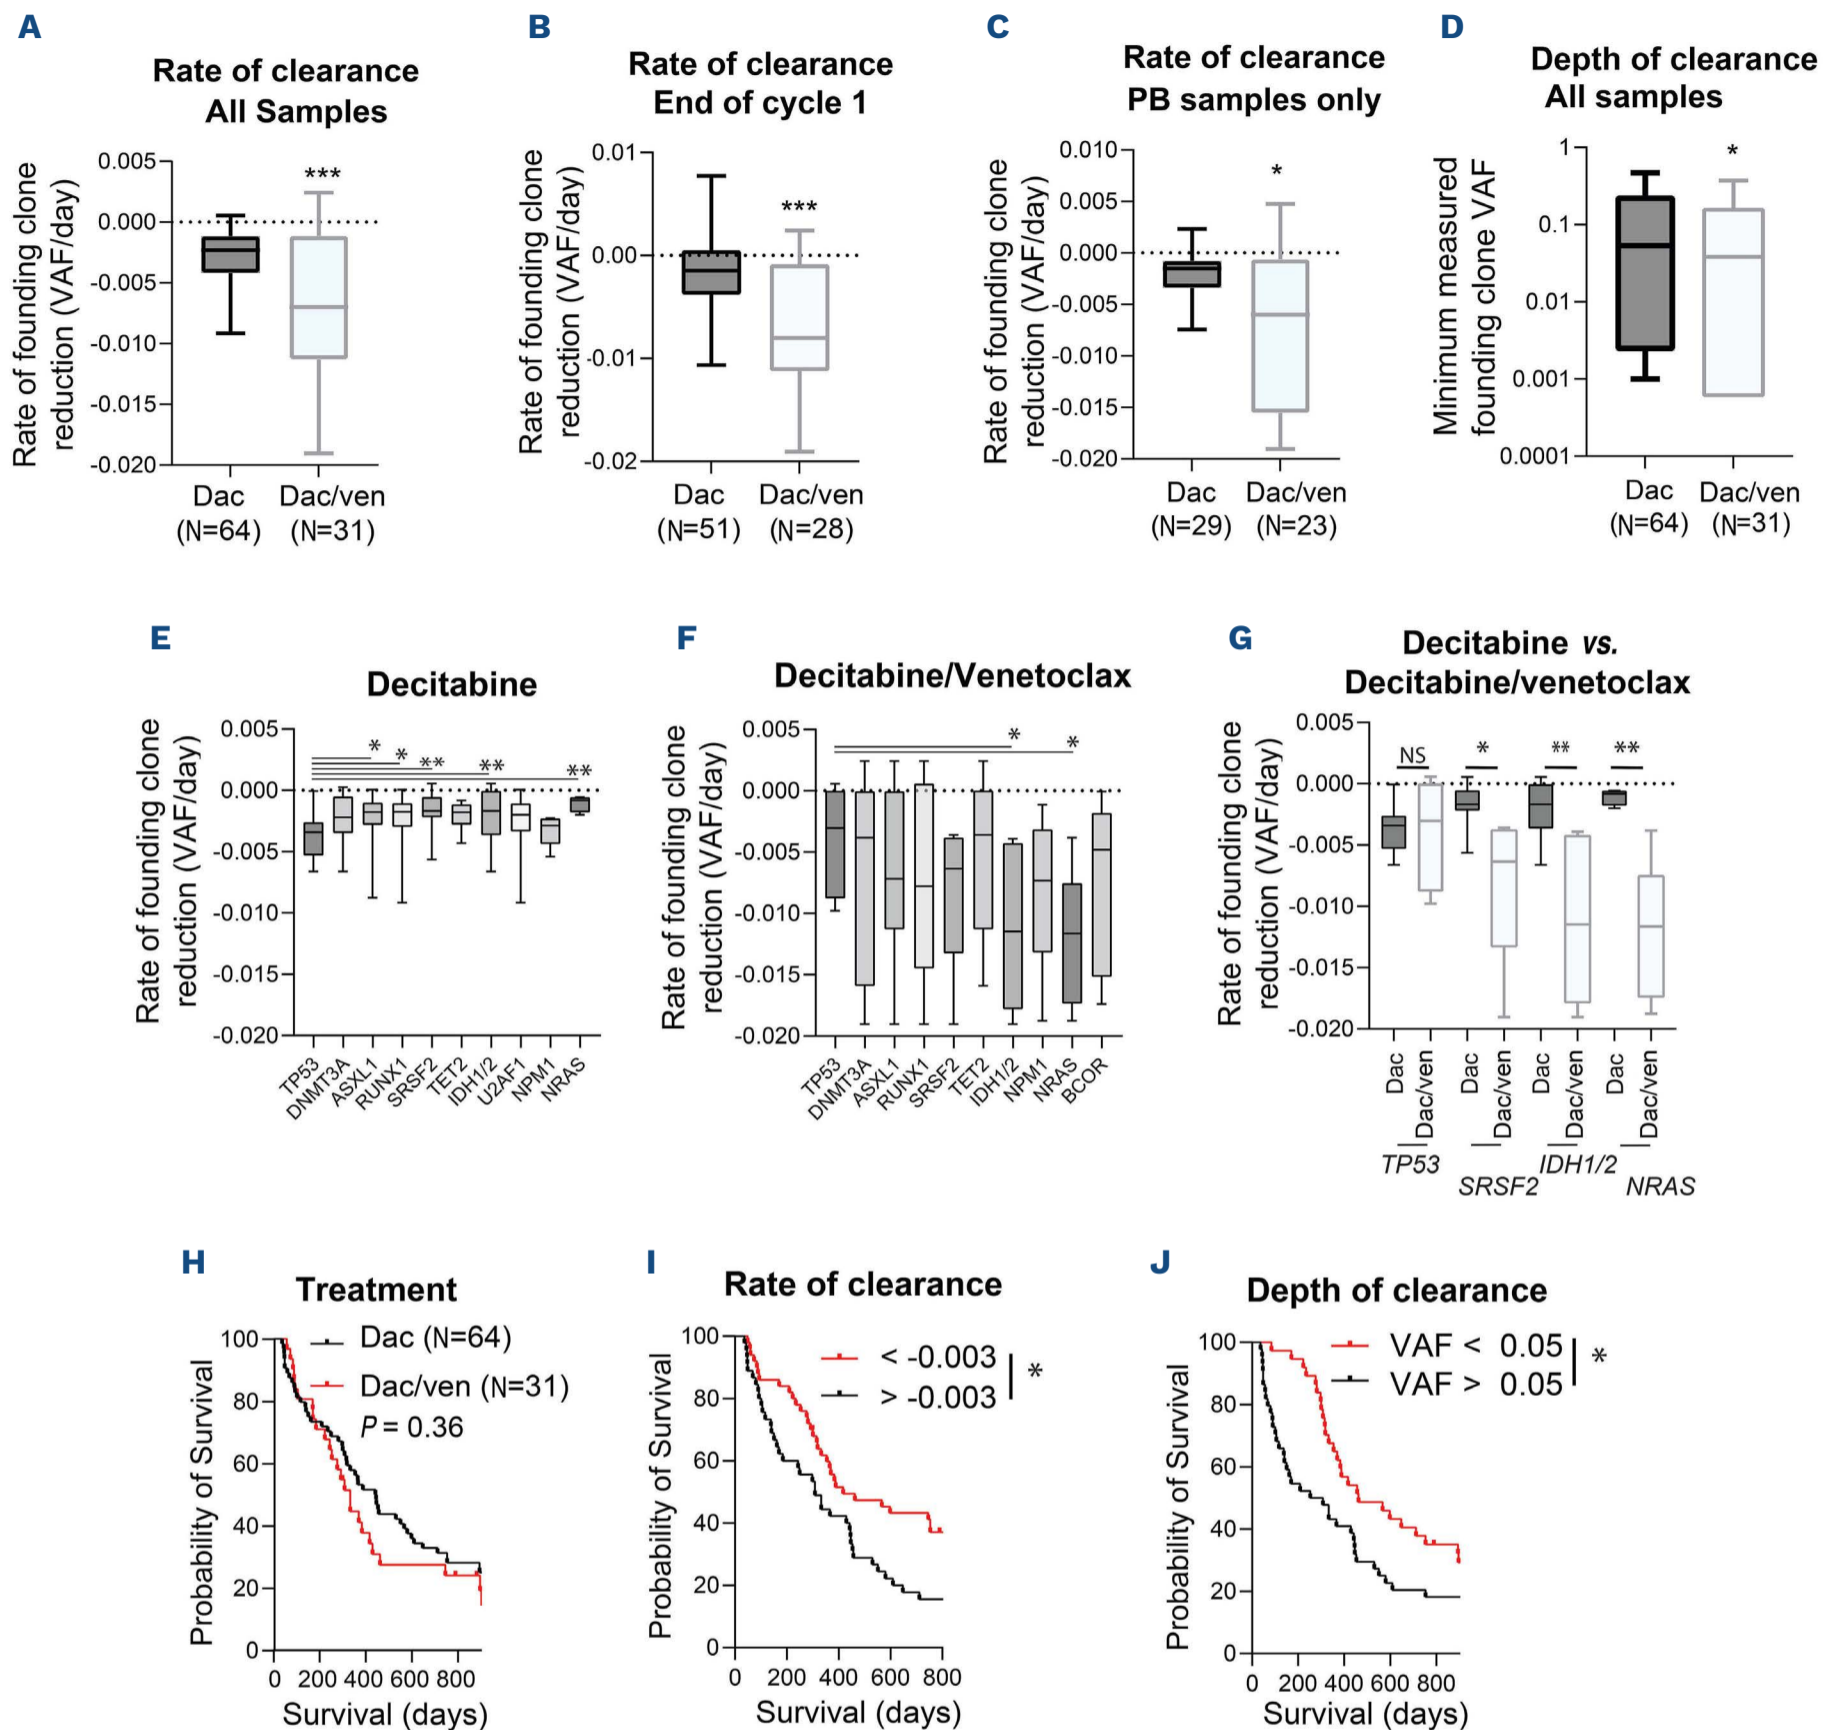 A
Rate of clearance
All Samples
Rate of founding clone
reduction (VAF/day)
0.005
0.000
-0.005
-0.010
-0.015
-0.020
***
Dac
(N=64)
Dac/ven
(N=31)
B
Rate of clearance
End of cycle 1
Rate of founding clone
reduction (VAF/day)
0.01
0.00
-0.01
-0.02
***
Dac
(N=51)
Dac/ven
(N=28)
C
Rate of clearance
PB samples only
Rate of founding clone
reduction (VAF/day)
0.010
0.005
0.000
-0.005
-0.010
-0.015
-0.020
*
Dac
(N=29)
Dac/ven
(N=23)
D
Depth of clearance
All samples
Minimum measured
founding clone VAF
1
0.1
0.01
0.001
0.0001
*
Dac
(N=64)
Dac/ven
(N=31)
E
Decitabine
Rate of founding clone
reduction (VAF/day)
0.005
0.000
-0.005
-0.010
-0.015
-0.020
*
*
**
**
**
TP53
DNMT3A
ASXL1
RUNX1
SRSF2
TET2
IDH1/2
U2AF1
NPM1
NRAS
F
Decitabine/Venetoclax
Rate of founding clone
reduction (VAF/day)
0.005
0.000
-0.005
-0.010
-0.015
-0.020
*
*
TP53
DNMT3A
ASXL1
RUNX1
SRSF2
TET2
IDH1/2
NPM1
NRAS
BCOR
G
Decitabine vs.
Decitabine/venetoclax
Rate of founding clone
reduction (VAF/day)
0.005
0.000
-0.005
-0.010
-0.015
-0.020
NS
*
**
**
Dac
Dac/ven
Dac
Dac/ven
Dac
Dac/ven
Dac
Dac/ven
TP53
SRSF2
IDH1/2
NRAS
H
Treatment
Probability of Survival
100
80
60
40
20
0
Dac (N=64)
Dac/ven (N=31)
P = 0.36
0 200 400 600 800
Survival (days)
I
Rate of clearance
Probability of Survival
100
80
60
40
20
0
< -0.003
> -0.003
*
0 200 400 600 800
Survival (days)
J
Depth of clearance
Probability of Survival
100
80
60
40
20
0
VAF < 0.05
VAF > 0.05
*
0 200 400 600 800
Survival (days)